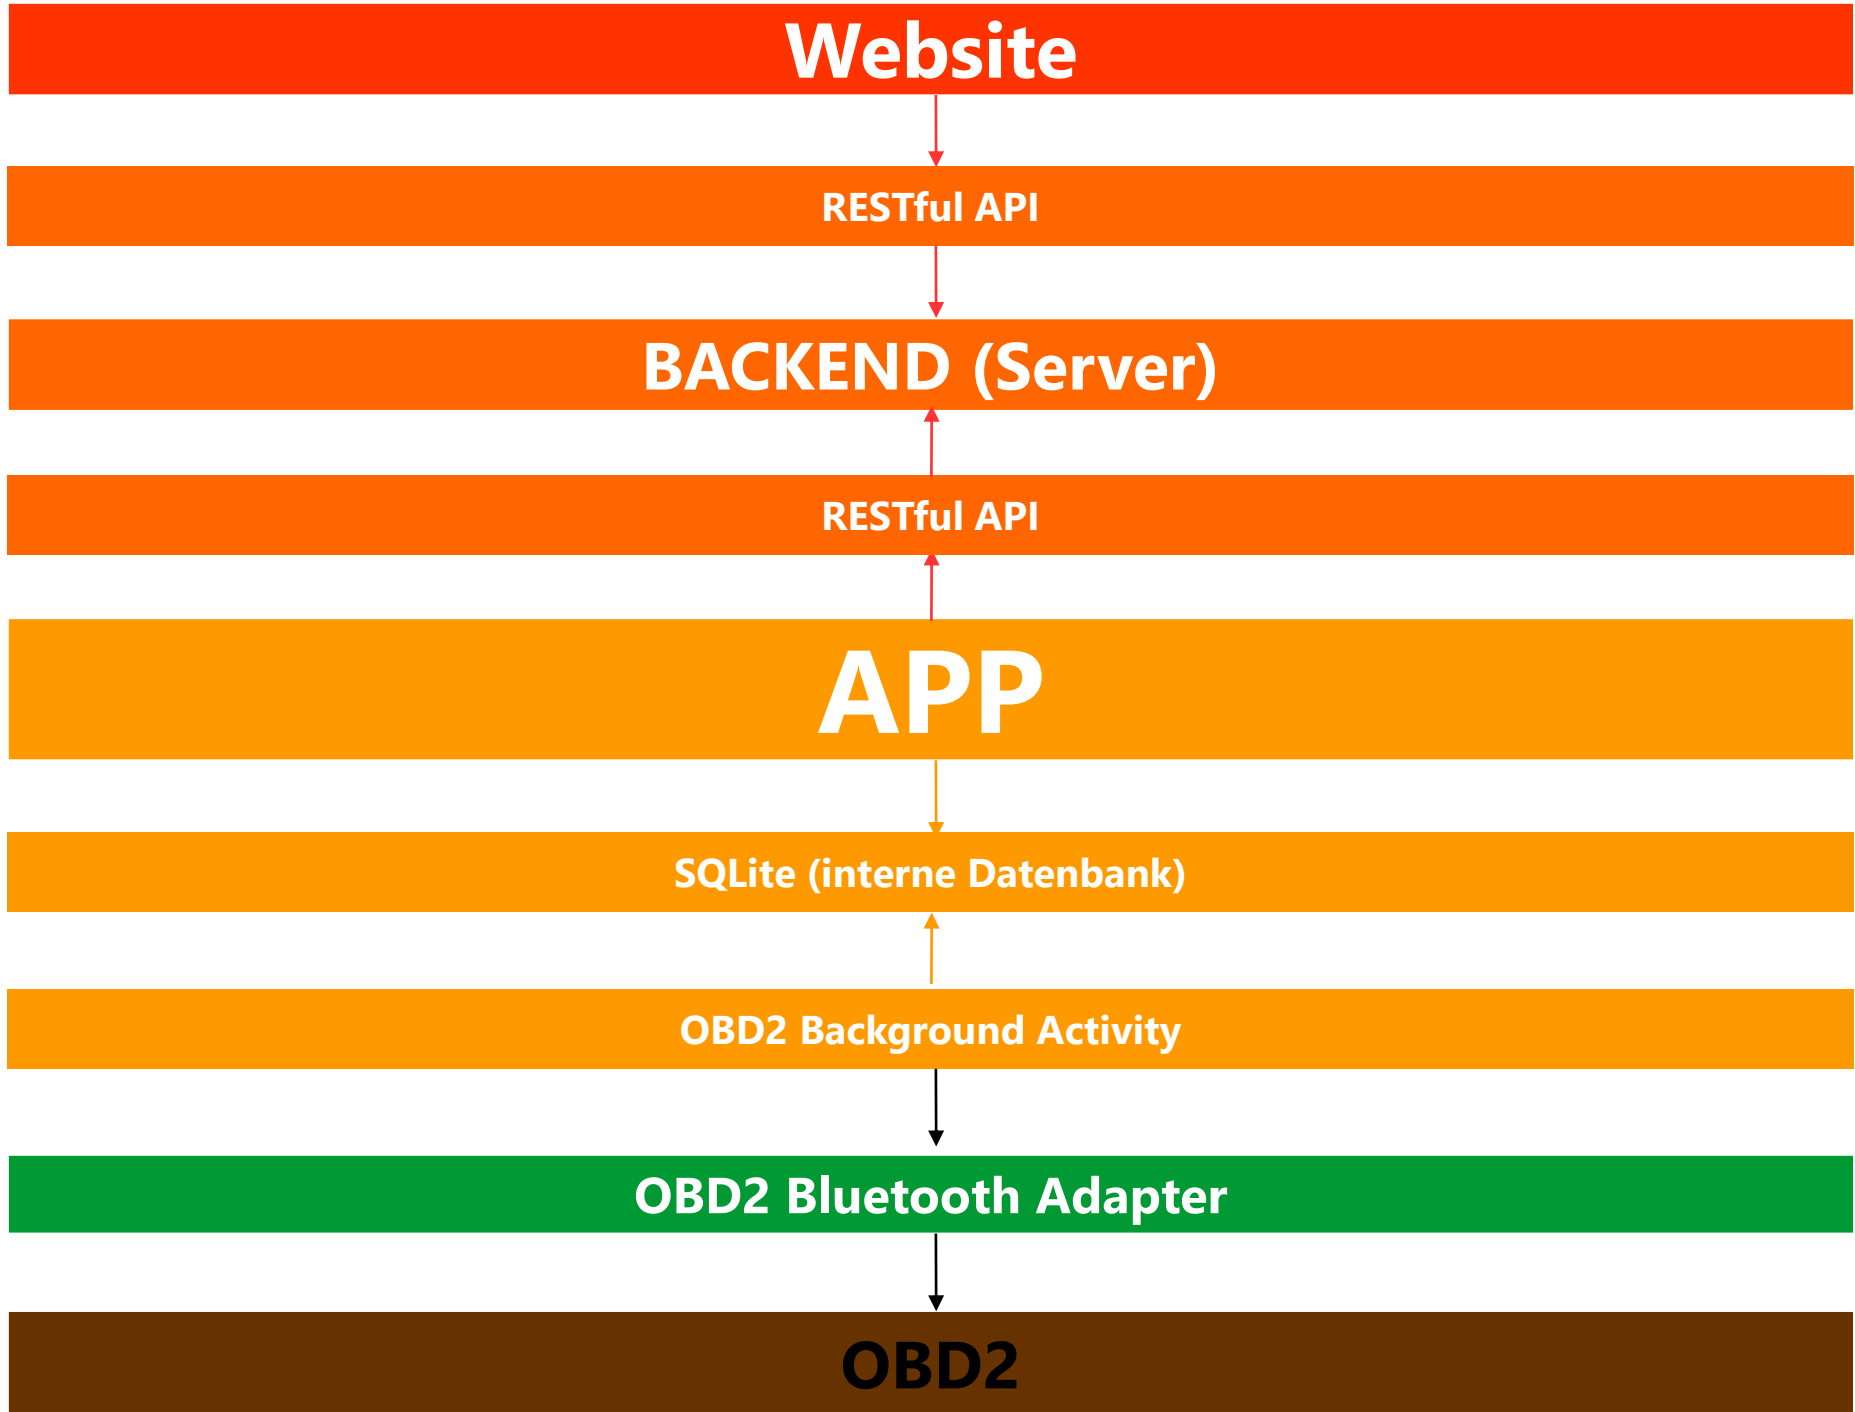 Website
RESTful API
BACKEND (Server)
RESTful API
APP
SQLite (interne Datenbank)
OBD2 Background Activity
OBD2 Bluetooth Adapter
OBD2